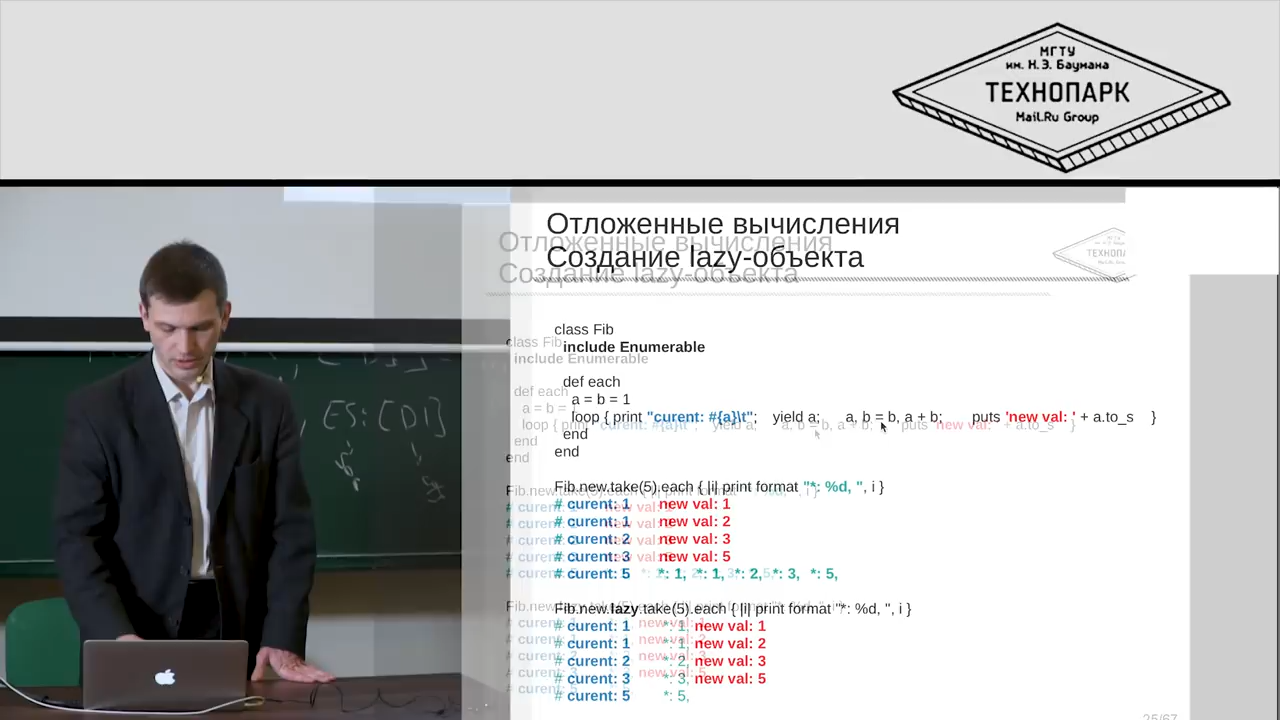 МГТУ
им. Н.Э. Баумана
ТЕХНОПАРК
Mail.Ru Group
Отложенные вычисления
Создание lazy-объекта
class Fib
include Enumerable
def each
a = b = 1
loop { print "curent: #{a}\t"; yield a; a, b = b, a + b; puts 'new val: ' + a.to_s }
end
end
Fib.new.take(5).each { |i| print format "*: %d, ", i }
# curent: 1 new val: 1
# curent: 1 new val: 2
# curent: 2 new val: 3
# curent: 3 new val: 5
# curent: 5 *: 1, *: 1, *: 2, *: 3, *: 5,
Fib.new.lazy.take(5).each { |i| print format "*: %d, ", i }
# curent: 1 *: 1, new val: 1
# curent: 1 *: 1, new val: 2
# curent: 2 *: 2, new val: 3
# curent: 3 *: 3, new val: 5
# curent: 5 *: 5,
25/67
ES: [D1]